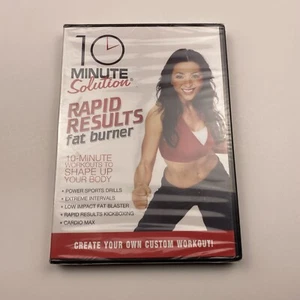 10
MINUTE
Solution®
RAPID
RESULTS
fat burner
10-MINUTE
WORKOUTS TO
SHAPE UP
YOUR BODY
• POWER SPORTS DRILLS
• EXTREME INTERVALS
• LOW IMPACT FAT BLASTER
• RAPID RESULTS KICKBOXING
• CARDIO MAX
CREATE YOUR OWN CUSTOM WORKOUT!